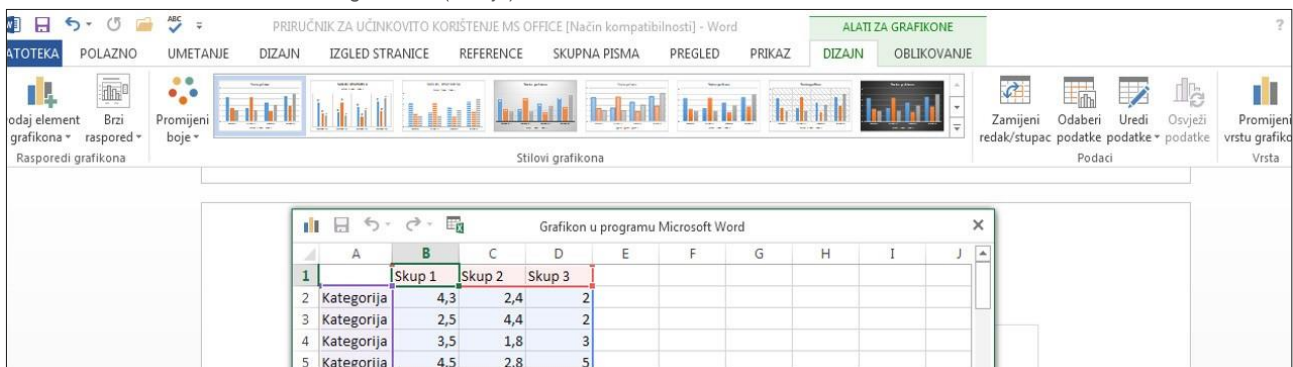 PRIRUČNIK ZA UČINKOVITO KORIŠTENJE MS OFFICE [Način kompatibilnosti] - Word
ALATI ZA GRAFIKONE
?
ATOTEKA POLAZNO UMETANJE DIZAJN IZGLED STRANICE REFERENCE SKUPNA PISMA PREGLED PRIKAZ DIZAJN OBLIKOVANJE
odaj element grafikona
Brzi raspored
Promijeni boje
Zamijeni redak/stupac
Odaberi podatke
Uredi podatke
Osvježi podatke
Promijeni vrstu grafiko
Rasporedi grafikona Stilovi grafikona Podaci Vrsta
Grafikon u programu Microsoft Word
A B C D E F G H I J
1 Skup 1 Skup 2 Skup 3
2 Kategorija 4,3 2,4 2
3 Kategorija 2,5 4,4 2
4 Kategorija 3,5 1,8 3
5 Kategorija 4,5 2,8 5